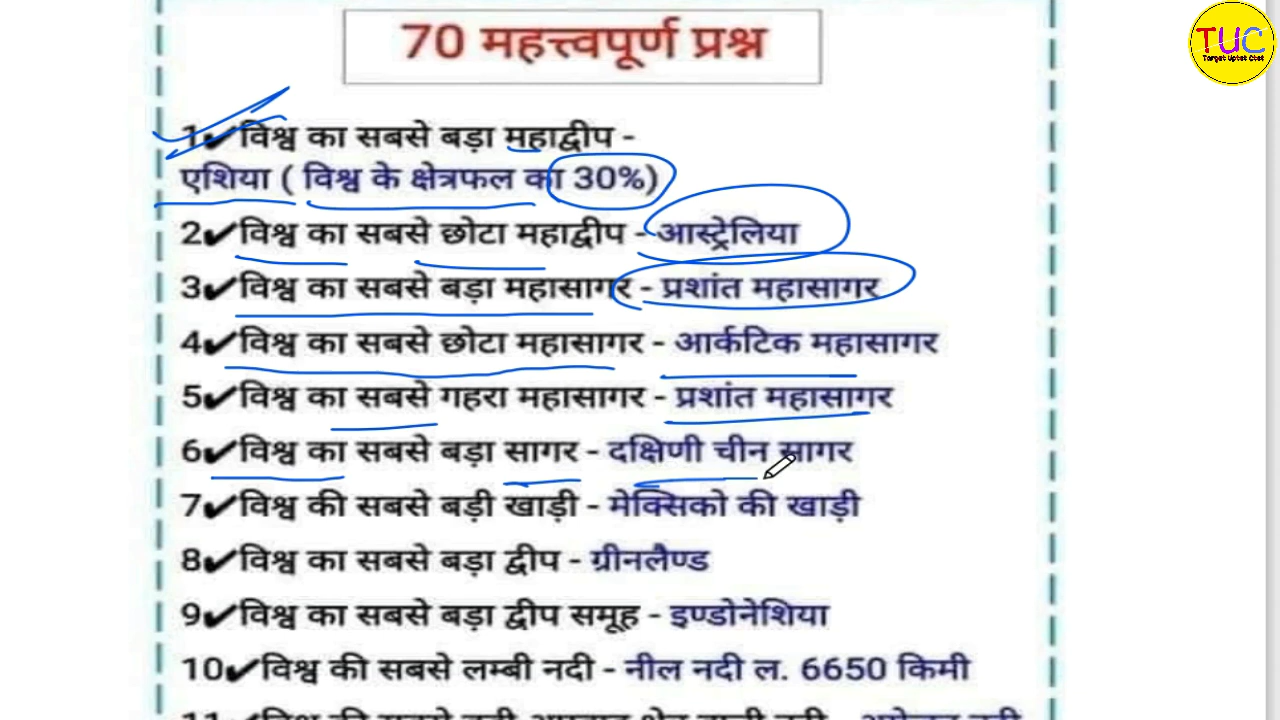 70 महत्त्वपूर्ण प्रश्न
TUC
Target Uptet Ctet
1✔विश्व का सबसे बड़ा महाद्वीप -
एशिया ( विश्व के क्षेत्रफल का 30%)
2✔विश्व का सबसे छोटा महाद्वीप - आस्ट्रेलिया
3✔विश्व का सबसे बड़ा महासागर - प्रशांत महासागर
4✔विश्व का सबसे छोटा महासागर - आर्कटिक महासागर
5✔विश्व का सबसे गहरा महासागर - प्रशांत महासागर
6✔विश्व का सबसे बड़ा सागर - दक्षिणी चीन सागर
7✔विश्व की सबसे बड़ी खाड़ी - मेक्सिको की खाड़ी
8✔विश्व का सबसे बड़ा द्वीप - ग्रीनलैण्ड
9✔विश्व का सबसे बड़ा द्वीप समूह - इण्डोनेशिया
10✔विश्व की सबसे लम्बी नदी - नील नदी ल. 6650 किमी